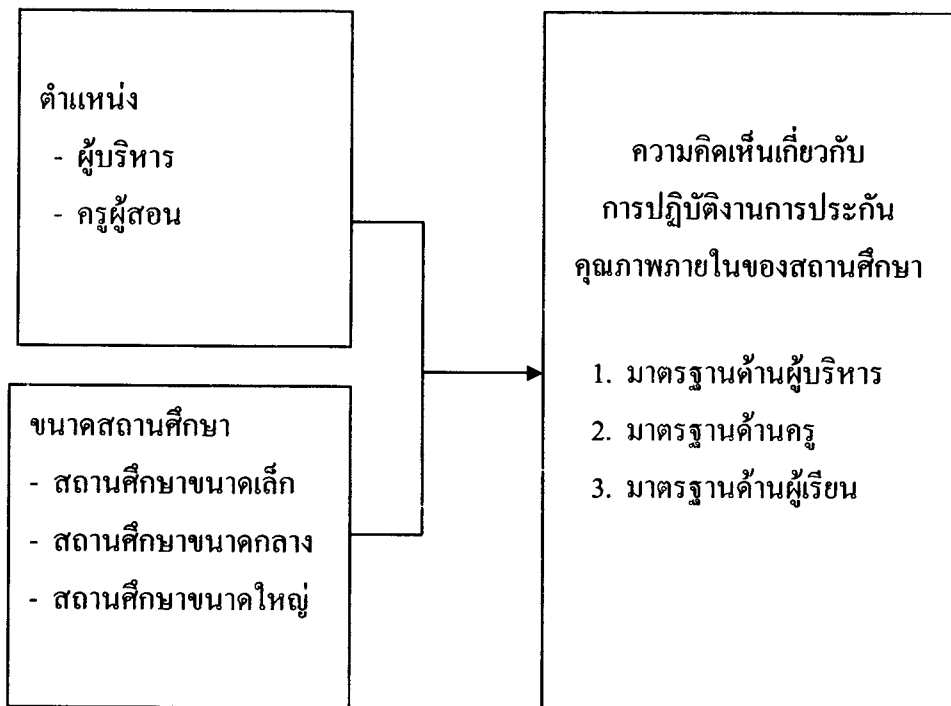 ตำแหน่ง
- ผู้บริหาร
- ครูผู้สอน
ขนาดสถานศึกษา
- สถานศึกษาขนาดเล็ก
- สถานศึกษาขนาดกลาง
- สถานศึกษาขนาดใหญ่
ความคิดเห็นเกี่ยวกับ
การปฏิบัติงานการประกัน
คุณภาพภายในของสถานศึกษา
1. มาตรฐานด้านผู้บริหาร
2. มาตรฐานด้านครู
3. มาตรฐานด้านผู้เรียน